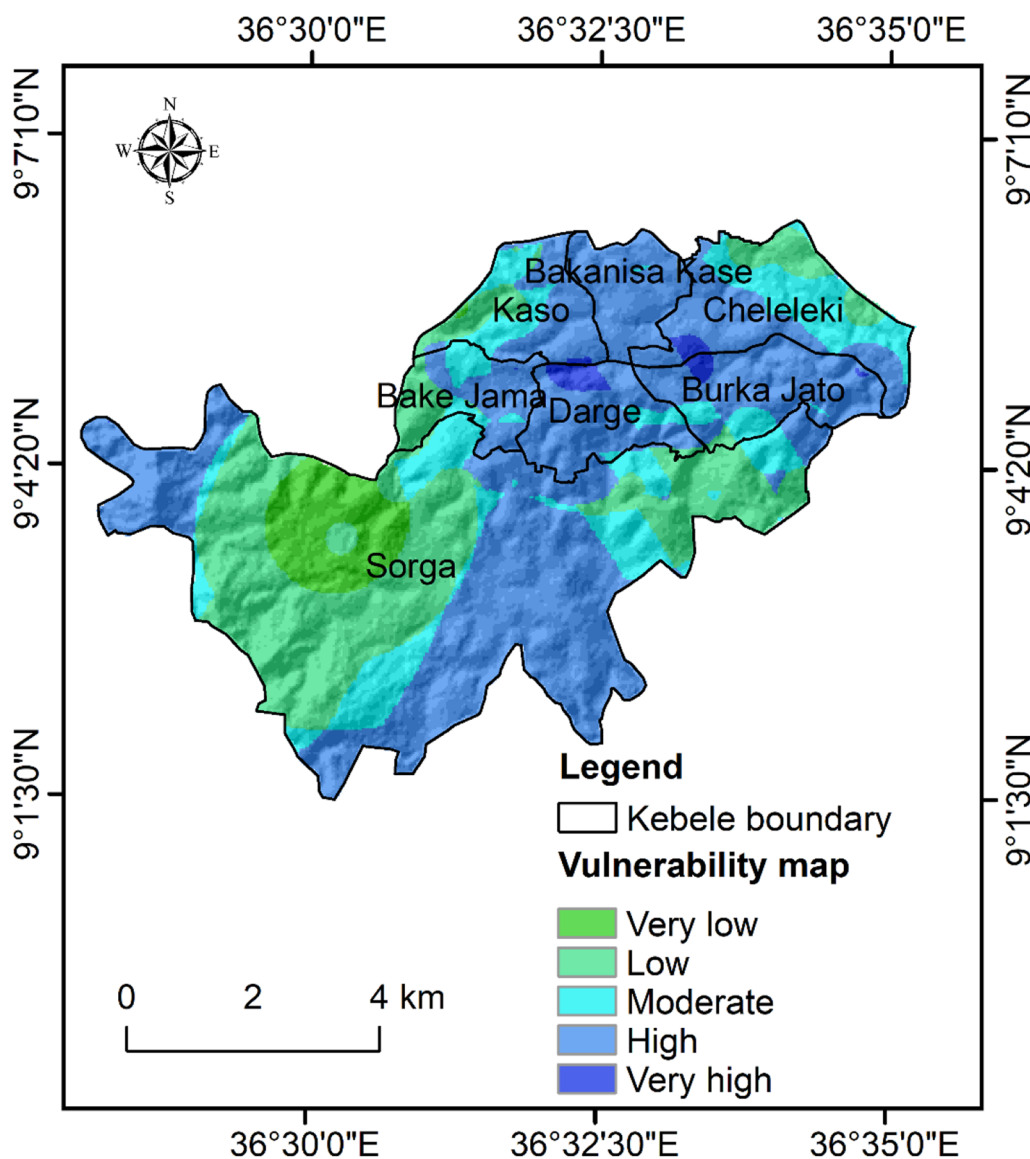 36°30'0"E 36°32'30"E 36°35'0"E
9°7'10"N
9°7'10"N
N
W E
S
Bakanisa Kase
Kaso
Cheleleki
Bake Jama
Burka Jato
Darge
9°4'20"N
9°4'20"N
Sorga
9°1'30"N
9°1'30"N
Legend
Kebele boundary
Vulnerability map
Very low
Low
Moderate
High
Very high
0 2 4 km
36°30'0"E 36°32'30"E 36°35'0"E